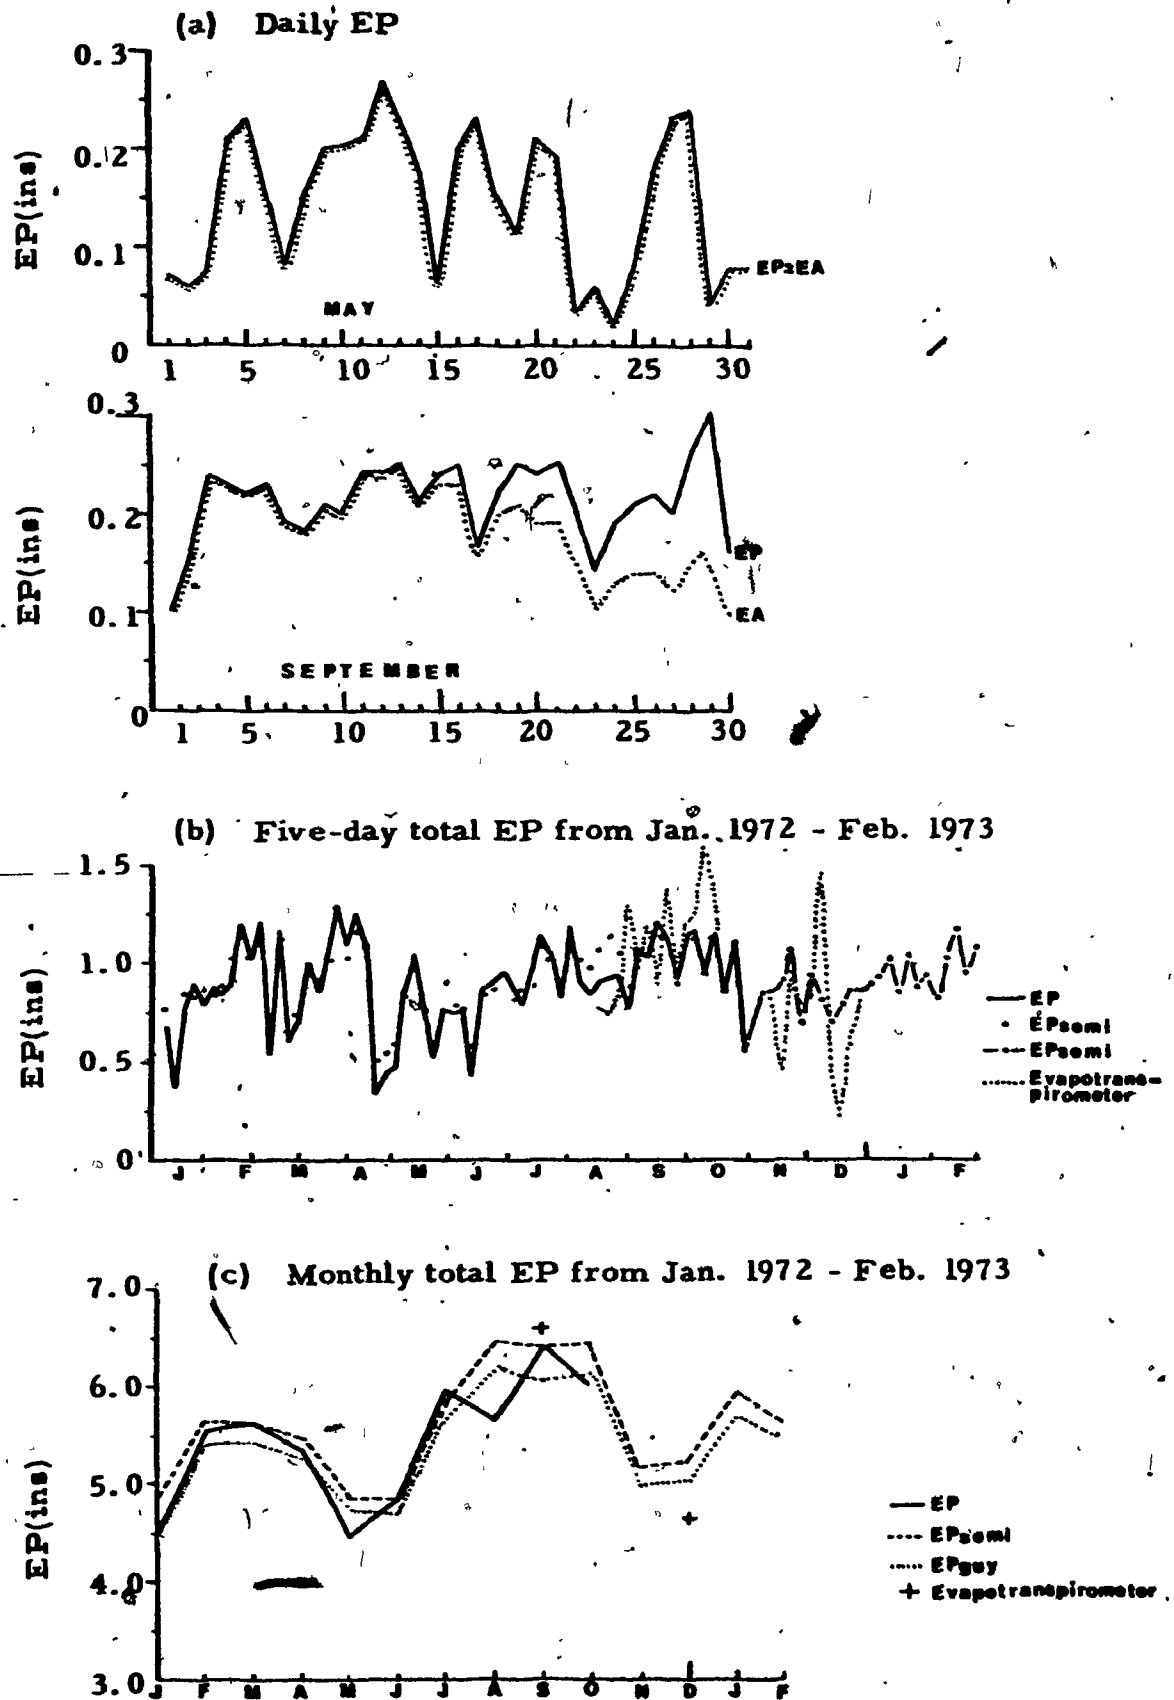 (a) Daily EP
EP(ins)
0.3
0.2
0.1
0
MAY
EP≥EA
1 5 10 15 20 25 30
EP(ins)
0.3
0.2
0.1
0
EP
EA
SEPTEMBER
1 5 10 15 20 25 30
(b) Five-day total EP from Jan. 1972 - Feb. 1973
EP(ins)
1.5
1.0
0.5
0
EP
EPsemi
EPsemi
Evapotrans-
pirometer
J F M A M J J A S O N D J F
(c) Monthly total EP from Jan. 1972 - Feb. 1973
EP(ins)
7.0
6.0
5.0
4.0
3.0
EP
EPsemi
EPguy
Evapotranspirometer
J F M A M J J A S O N D J F